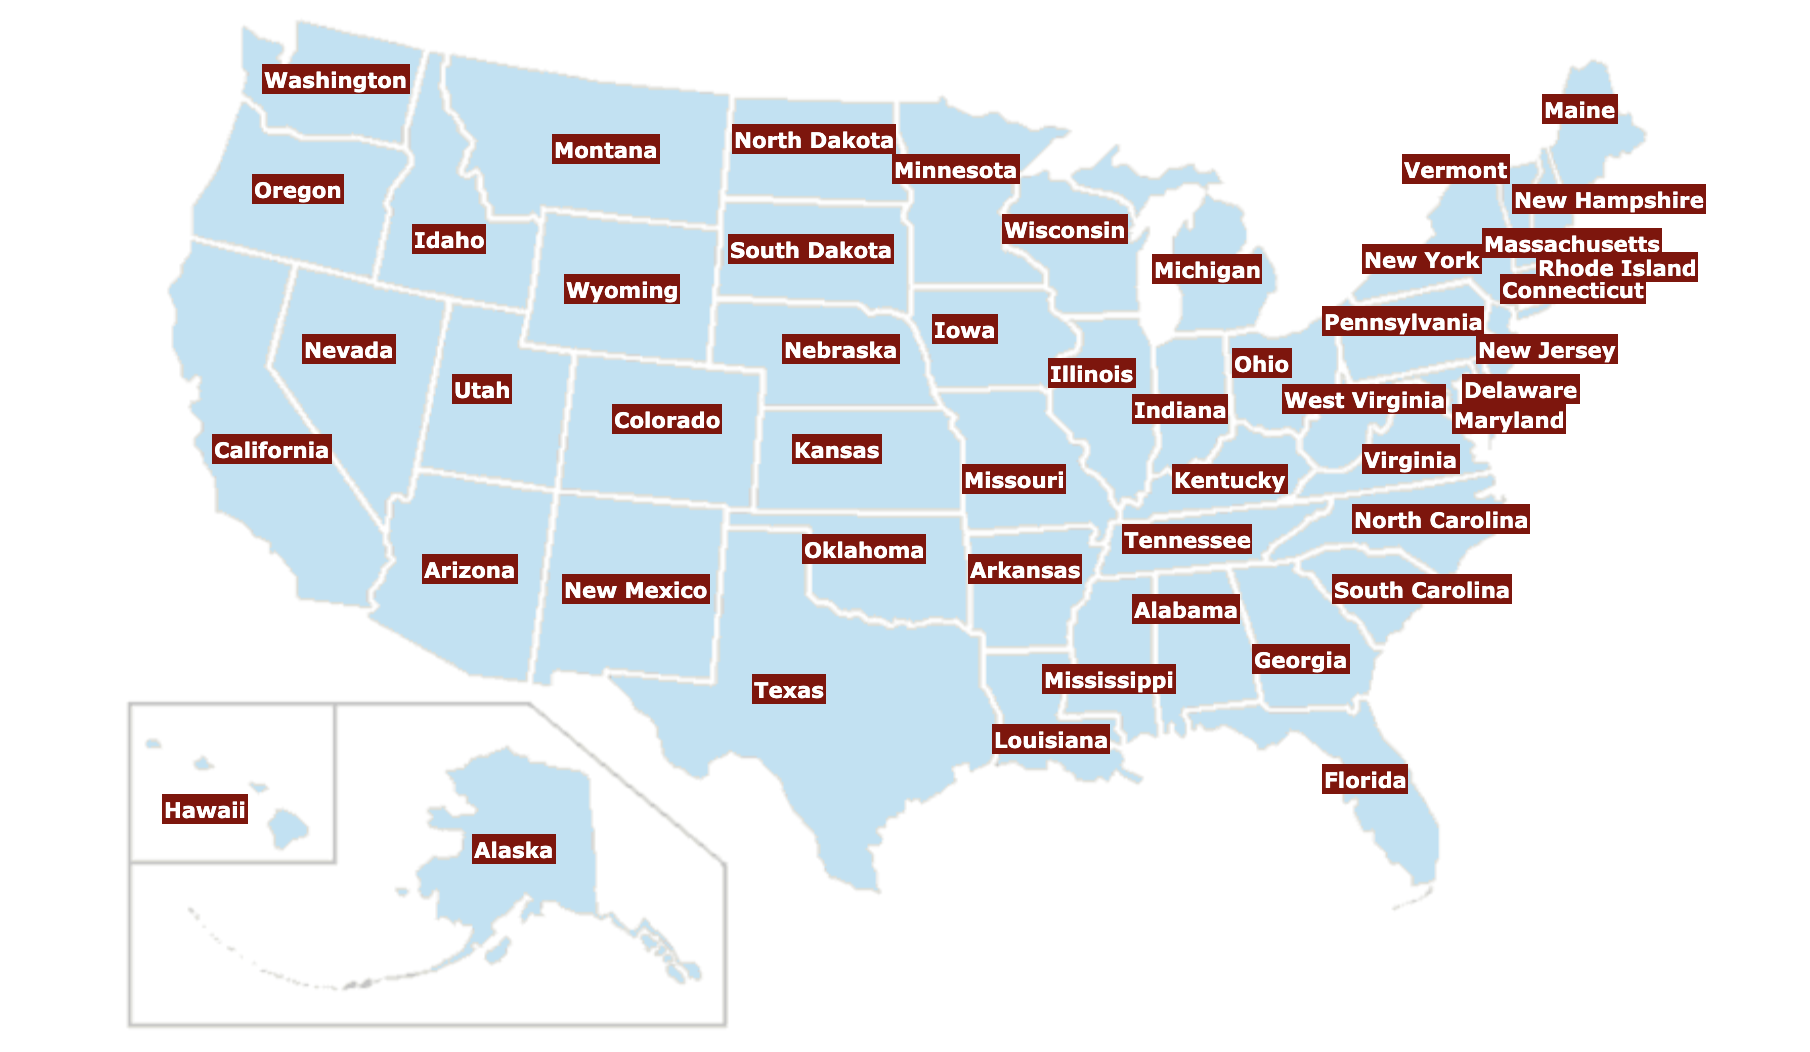 Washington
Maine
North Dakota
Montana
Minnesota
Vermont
Oregon
New Hampshire
Wisconsin
Idaho
Massachusetts
South Dakota
New York
Rhode Island
Michigan
Wyoming
Connecticut
Pennsylvania
Iowa
Nevada
Nebraska
New Jersey
Ohio
Illinois
Utah
Delaware
West Virginia
Indiana
Colorado
Maryland
California
Kansas
Virginia
Missouri
Kentucky
North Carolina
Tennessee
Oklahoma
Arizona
Arkansas
New Mexico
South Carolina
Alabama
Georgia
Mississippi
Texas
Louisiana
Florida
Hawaii
Alaska